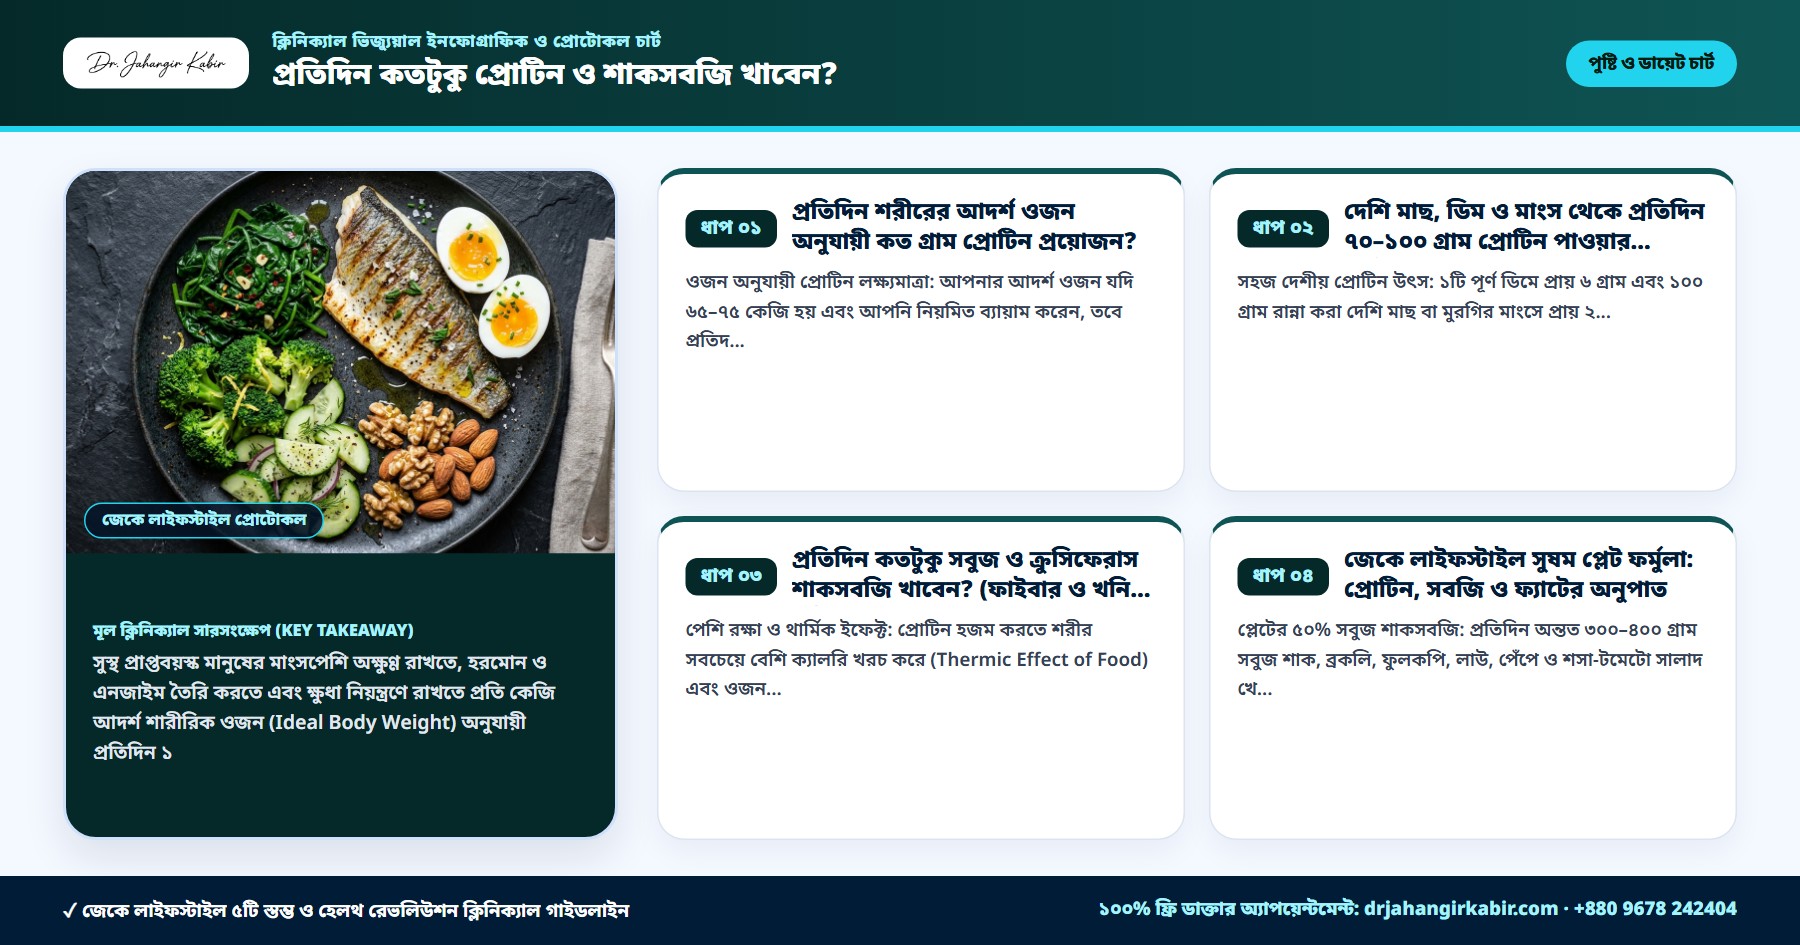 Dr. Jahangir Kabir
ক্লিনিক্যাল ভিজ্যুয়াল ইনফোগ্রাফিক ও প্রোটোকল চার্ট
প্রতিদিন কতটুকু প্রোটিন ও শাকসবজি খাবেন?
পুষ্টি ও ডায়েট চার্ট
জেকে লাইফস্টাইল প্রোটোকল
মূল ক্লিনিক্যাল সারসংক্ষেপ (KEY TAKEAWAY)
সুস্থ প্রাপ্তবয়স্ক মানুষের মাংসপেশি অক্ষুণ্ণ রাখতে, হরমোন ও
এনজাইম তৈরি করতে এবং ক্ষুধা নিয়ন্ত্রণে রাখতে প্রতি কেজি
আদর্শ শারীরিক ওজন (Ideal Body Weight) অনুযায়ী
প্রতিদিন ১
ধাপ ০১
প্রতিদিন শরীরের আদর্শ ওজন
অনুযায়ী কত গ্রাম প্রোটিন প্রয়োজন?
ওজন অনুযায়ী প্রোটিন লক্ষ্যমাত্রা: আপনার আদর্শ ওজন যদি
৬৫–৭৫ কেজি হয় এবং আপনি নিয়মিত ব্যায়াম করেন, তবে
প্রতিদ...
ধাপ ০২
দেশি মাছ, ডিম ও মাংস থেকে প্রতিদিন
৭০–১০০ গ্রাম প্রোটিন পাওয়ার...
সহজ দেশীয় প্রোটিন উৎস: ১টি পূর্ণ ডিমে প্রায় ৬ গ্রাম এবং ১০০
গ্রাম রান্না করা দেশি মাছ বা মুরগির মাংসে প্রায় ২...
ধাপ ০৩
প্রতিদিন কতটুকু সবুজ ও ক্রুসিফেরাস
শাকসবজি খাবেন? (ফাইবার ও খনি...
পেশি রক্ষা ও থার্মিক ইফেক্ট: প্রোটিন হজম করতে শরীর
সবচেয়ে বেশি ক্যালরি খরচ করে (Thermic Effect of Food)
এবং ওজন...
ধাপ ০৪
জেকে লাইফস্টাইল সুষম প্লেট ফর্মুলা:
প্রোটিন, সবজি ও ফ্যাটের অনুপাত
প্লেটের ৫০% সবুজ শাকসবজি: প্রতিদিন অন্তত ৩০০–৪০০ গ্রাম
সবুজ শাক, ব্রকলি, ফুলকপি, লাউ, পেঁপে ও শসা-টমেটো সালাদ
খে...
✓ জেকে লাইফস্টাইল ৫টি স্তম্ভ ও হেলথ রেভলিউশন ক্লিনিক্যাল গাইডলাইন
১০০% ফ্রি ডাক্তার অ্যাপয়েন্টমেন্ট: drjahangirkabir.com · +880 9678 242404